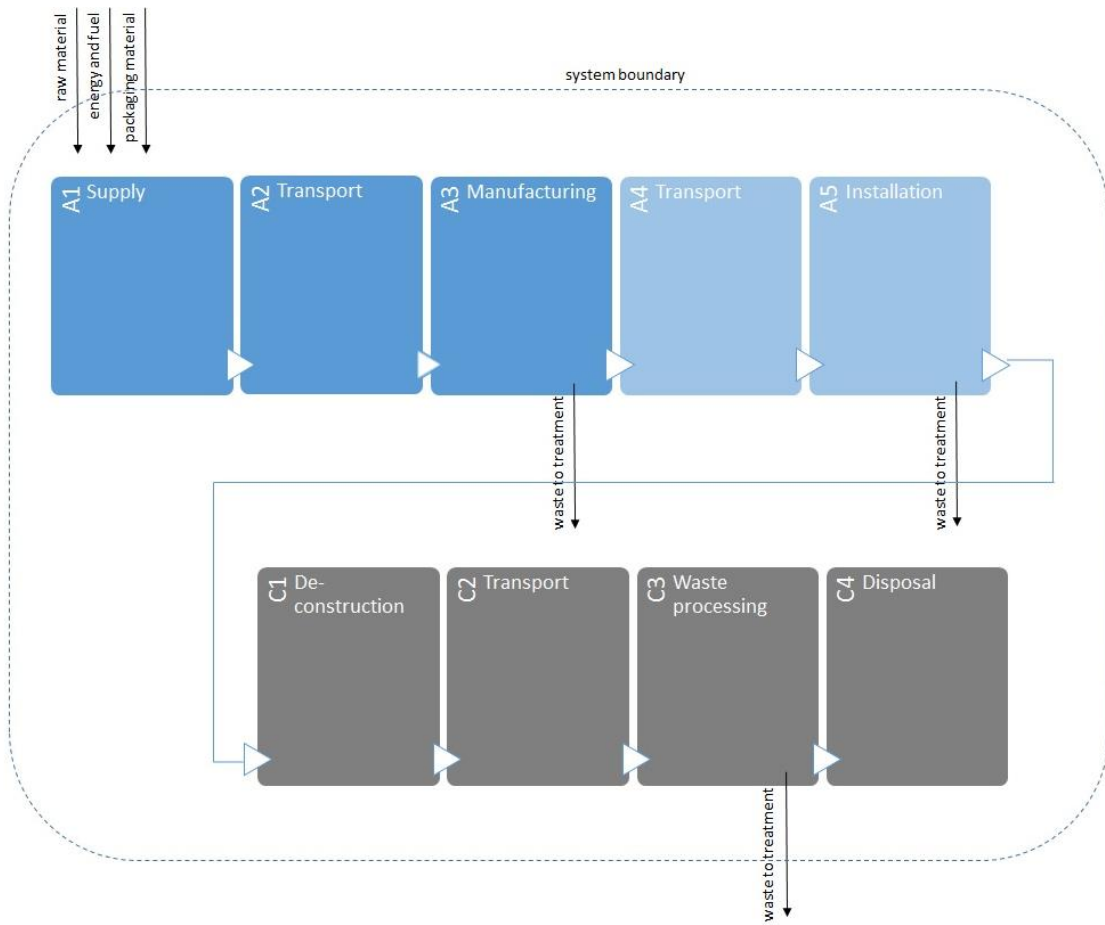 raw material
energy and fuel
packaging material
system boundary
A1 Supply
A2 Transport
A3 Manufacturing
A4 Transport
A5 Installation
waste to treatment
waste to treatment
C1 De-
construction
C2 Transport
C3 Waste
processing
C4 Disposal
waste to treatment